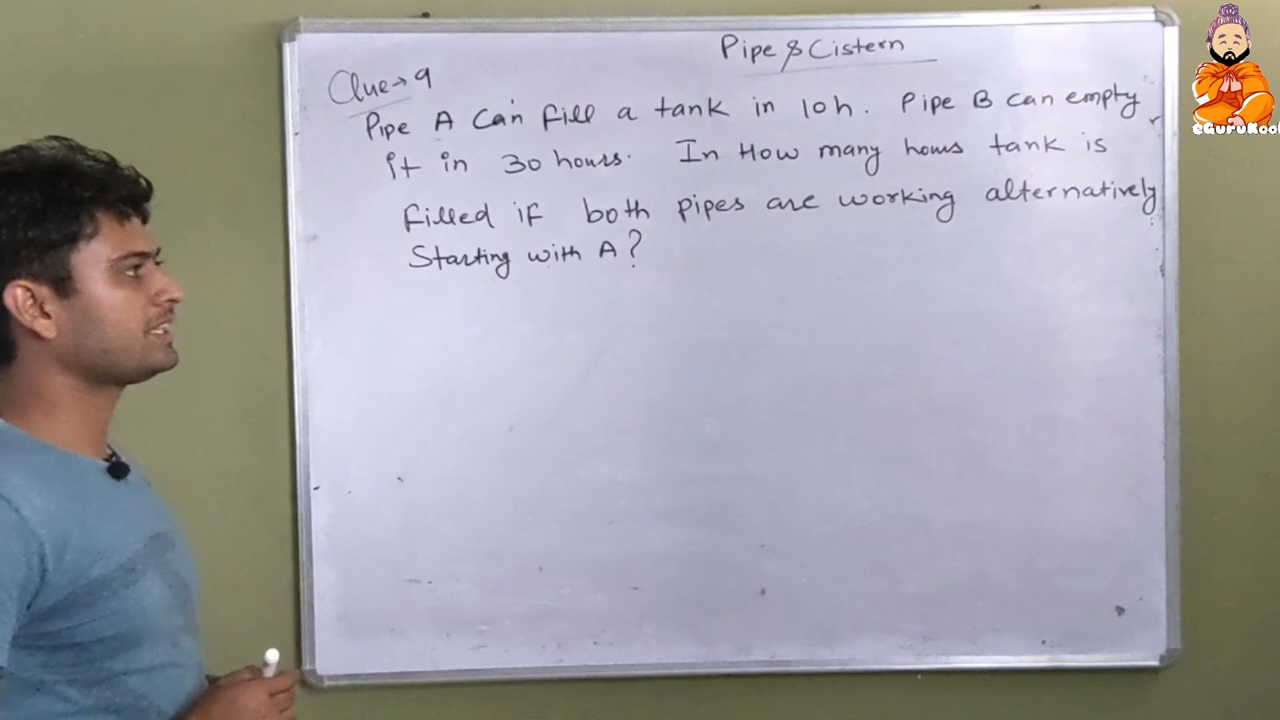 Pipe & Cistern
Clue→9
Pipe A can fill a tank in 10h. Pipe B can empty
it in 30 hours. In How many hours tank is
filled if both pipes are working alternatively
Starting with A?
eGuruKool